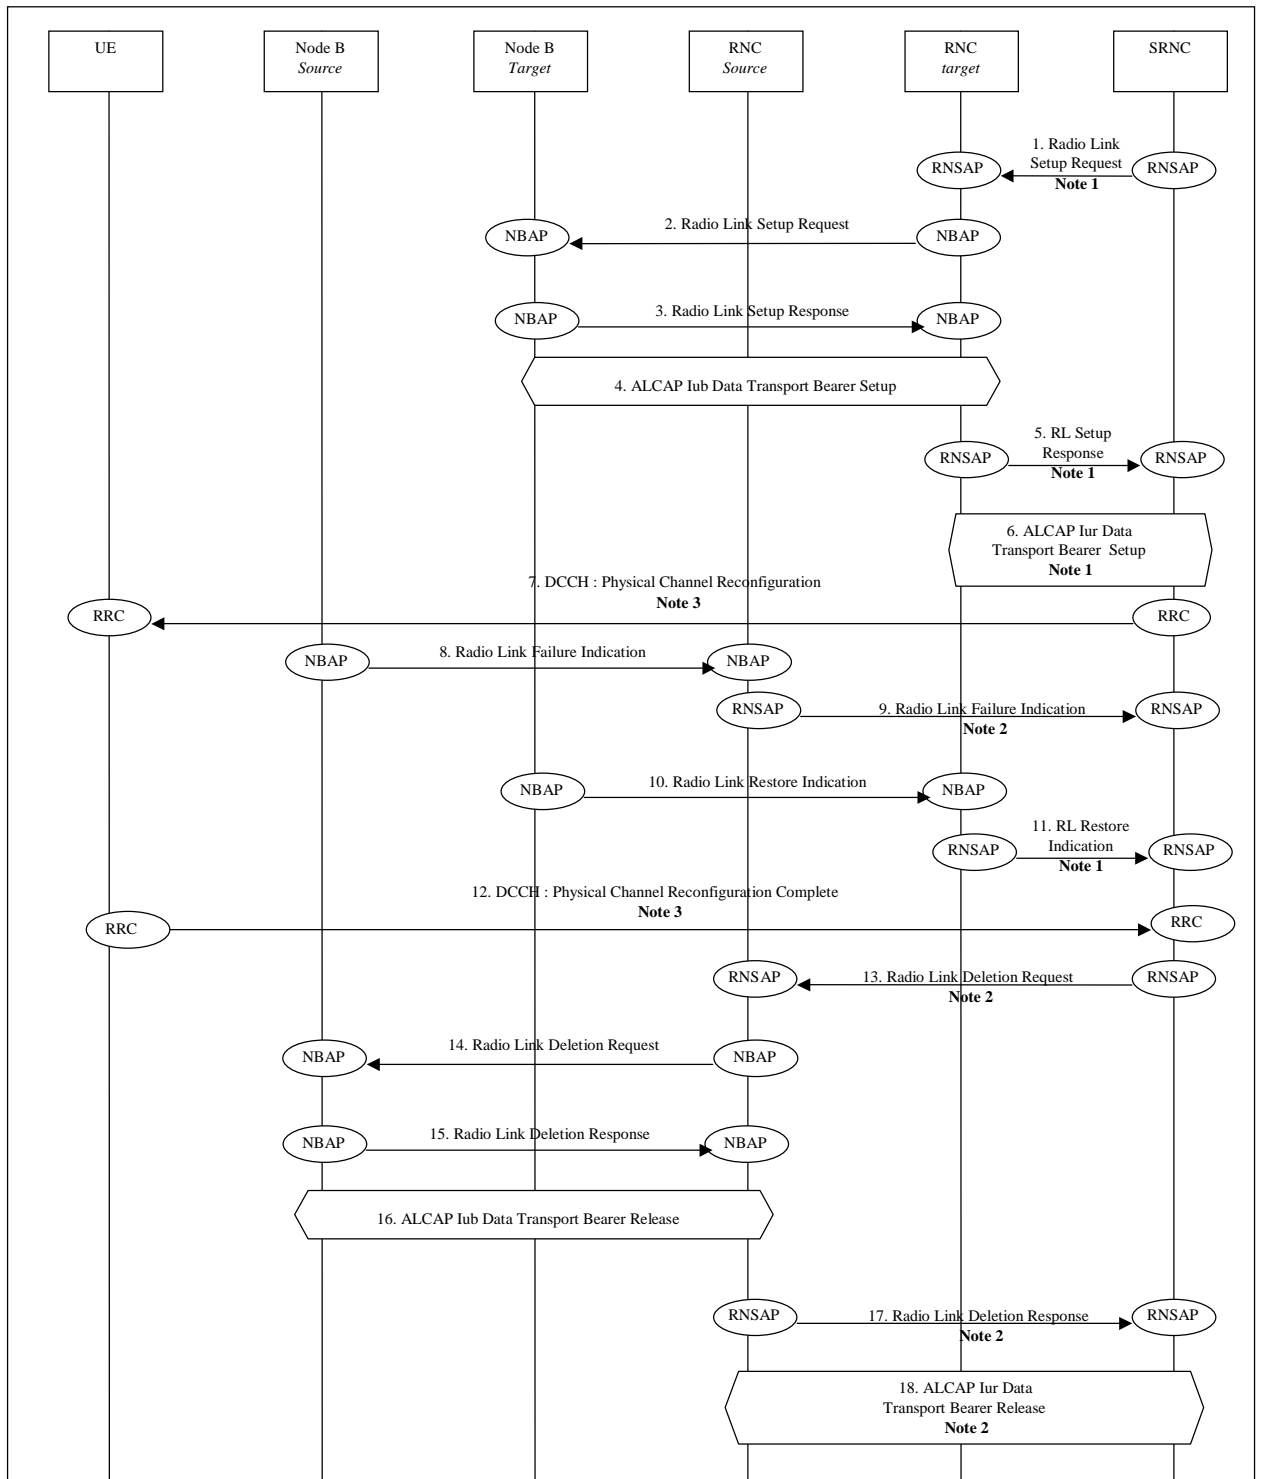 UE
Node B
Source
Node B
Target
RNC
Source
RNC
target
SRNC
1. Radio Link
Setup Request
Note 1
RNSAP
RNSAP
2. Radio Link Setup Request
NBAP
NBAP
3. Radio Link Setup Response
NBAP
NBAP
4. ALCAP Iub Data Transport Bearer Setup
5. RL Setup
Response
Note 1
RNSAP
RNSAP
6. ALCAP Iur Data
Transport Bearer Setup
Note 1
7. DCCH : Physical Channel Reconfiguration
Note 3
RRC
RRC
8. Radio Link Failure Indication
NBAP
NBAP
RNSAP
9. Radio Link Failure Indication
Note 2
RNSAP
10. Radio Link Restore Indication
NBAP
NBAP
11. RL Restore
Indication
Note 1
RNSAP
RNSAP
12. DCCH : Physical Channel Reconfiguration Complete
Note 3
RRC
RRC
RNSAP
13. Radio Link Deletion Request
Note 2
RNSAP
14. Radio Link Deletion Request
NBAP
NBAP
15. Radio Link Deletion Response
NBAP
NBAP
16. ALCAP Iub Data Transport Bearer Release
RNSAP
17. Radio Link Deletion Response
Note 2
RNSAP
18. ALCAP Iur Data
Transport Bearer Release
Note 2